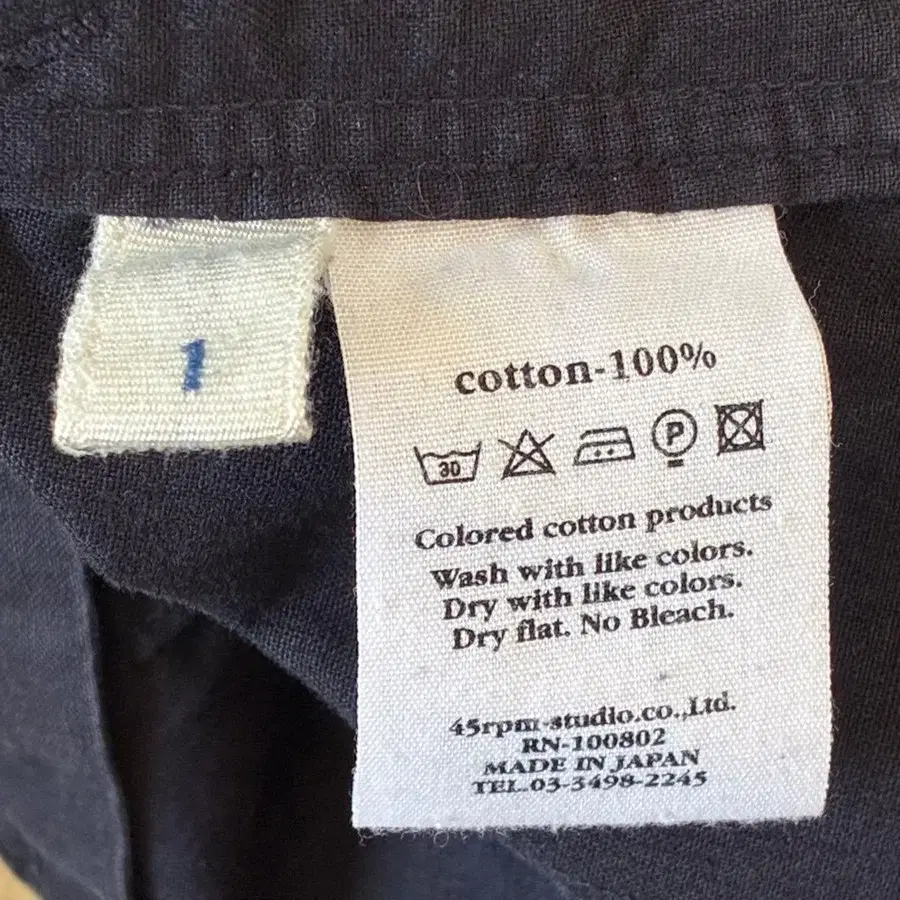 1
cotton-100%
30
P
Colored cotton products
Wash with like colors.
Dry with like colors.
Dry flat. No Bleach.
45rpm-studio.co.,Ltd.
RN-100802
MADE IN JAPAN
TEL.03-3498-2245